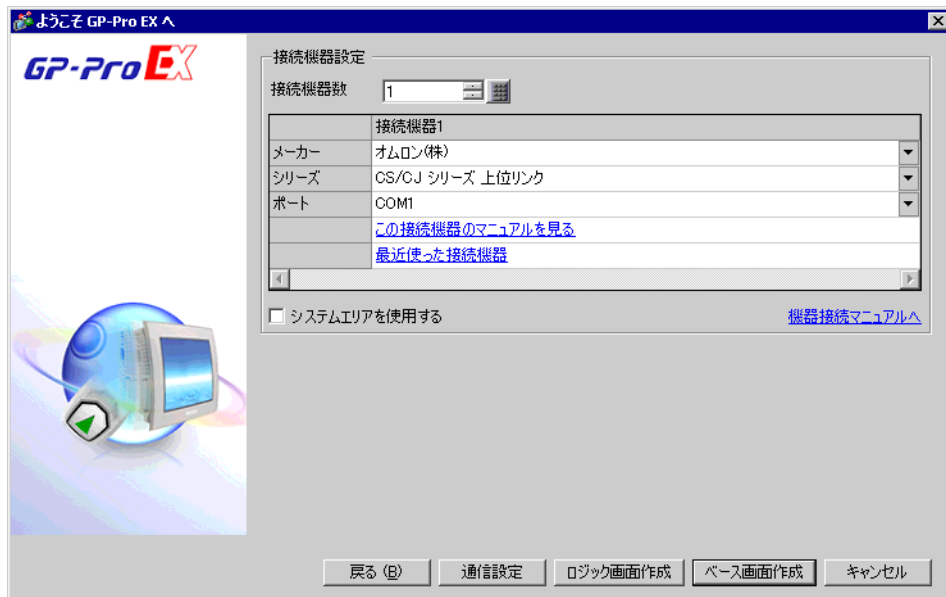 ようこそ GP-Pro EX へ
GP-Pro EX
接続機器設定
接続機器数 1
接続機器1
メーカー オムロン(株)
シリーズ CS/CJ シリーズ 上位リンク
ポート COM1
この接続機器のマニュアルを見る
最近使った接続機器
システムエリアを使用する 機器接続マニュアルへ
戻る (B) 通信設定 ロジック画面作成 ベース画面作成 キャンセル